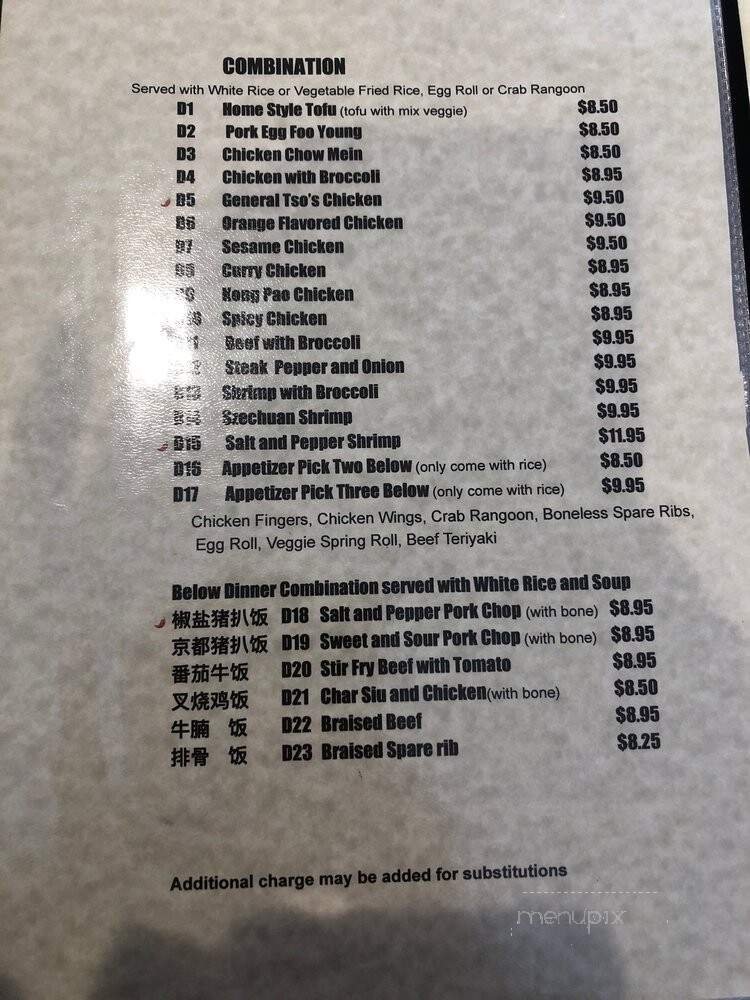 COMBINATION
Served with White Rice or Vegetable Fried Rice, Egg Roll or Crab Rangoon
D1 Home Style Tofu (tofu with mix veggie) $8.50
D2 Pork Egg Foo Young $8.50
D3 Chicken Chow Mein $8.50
D4 Chicken with Broccoli $8.95
D5 General Tso's Chicken $9.50
D6 Orange Flavored Chicken $9.50
D7 Sesame Chicken $9.50
Curry Chicken $8.95
Kong Pao Chicken $8.95
Spicy Chicken $8.95
Beef with Broccoli $9.95
Steak Pepper and Onion $9.95
D13 Shrimp with Broccoli $9.95
D14 Szechuan Shrimp $9.95
D15 Salt and Pepper Shrimp $11.95
D16 Appetizer Pick Two Below (only come with rice) $8.50
D17 Appetizer Pick Three Below (only come with rice) $9.95
Chicken Fingers, Chicken Wings, Crab Rangoon, Boneless Spare Ribs,
Egg Roll, Veggie Spring Roll, Beef Teriyaki
Below Dinner Combination served with White Rice and Soup
椒盐猪扒饭 D18 Salt and Pepper Pork Chop (with bone) $8.95
京都猪扒饭 D19 Sweet and Sour Pork Chop (with bone) $8.95
番茄牛饭 D20 Stir Fry Beef with Tomato $8.95
叉烧鸡饭 D21 Char Siu and Chicken(with bone) $8.50
牛腩 饭 D22 Braised Beef $8.95
排骨 饭 D23 Braised Spare rib $8.25
Additional charge may be added for substitutions
menupix